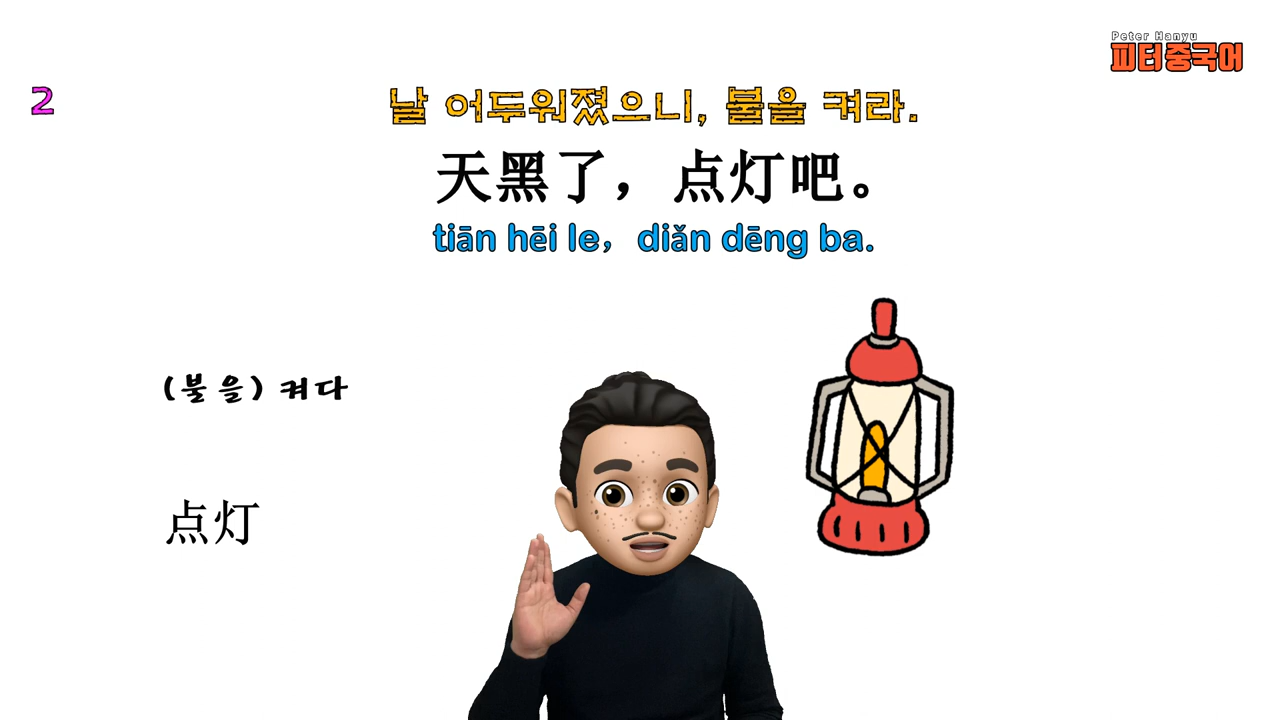 Peter Hanyu
피터중국어
2
날 어두워졌으니, 불을 켜라.
天黑了，点灯吧。
tiān hēi le，diǎn dēng ba.
(불을) 켜다
点灯